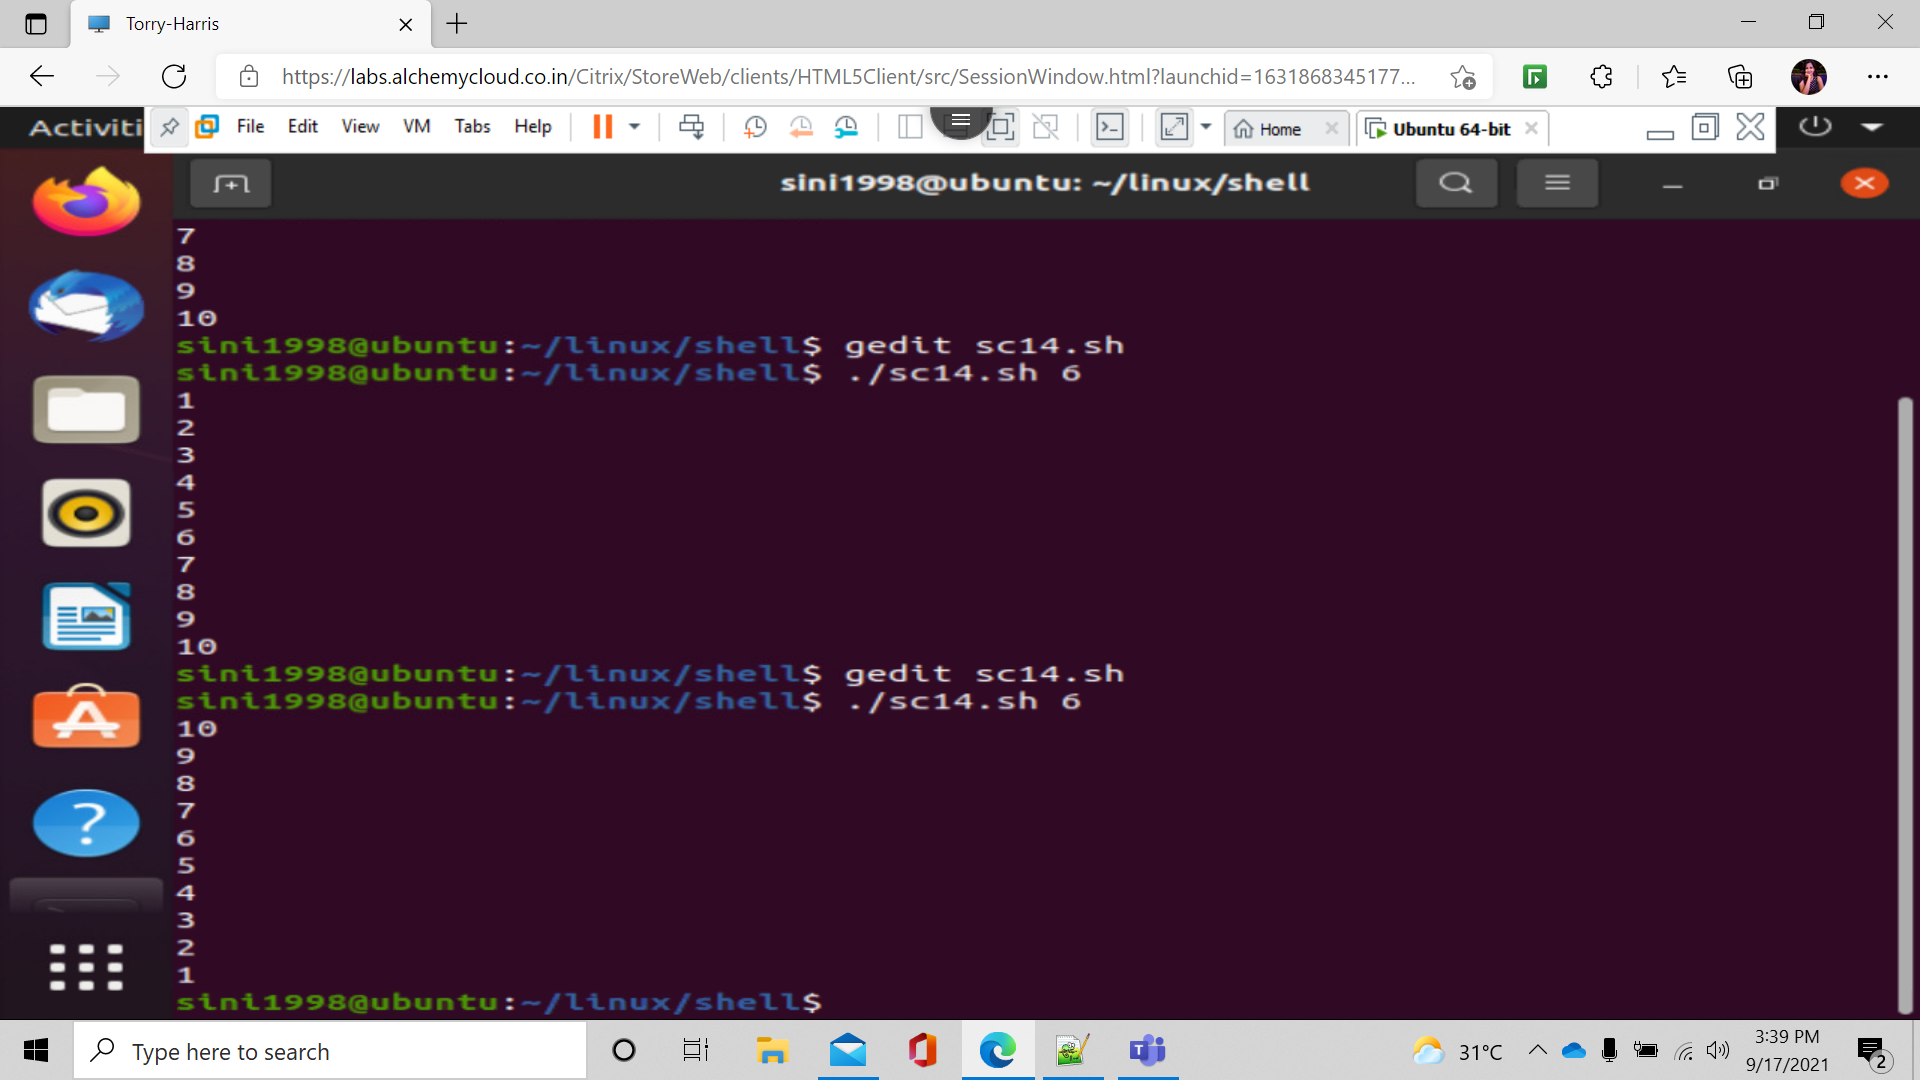 Torry-Harris
https://labs.alchemycloud.co.in/Citrix/StoreWeb/clients/HTML5Client/src/SessionWindow.html?launchid=1631868345177...
Activiti
File Edit View VM Tabs Help
Home
Ubuntu 64-bit
sini1998@ubuntu: ~/linux/shell
7
8
9
10
sini1998@ubuntu:~/linux/shell$ gedit sc14.sh
sini1998@ubuntu:~/linux/shell$ ./sc14.sh 6
1
2
3
4
5
6
7
8
9
10
sini1998@ubuntu:~/linux/shell$ gedit sc14.sh
sini1998@ubuntu:~/linux/shell$ ./sc14.sh 6
10
9
8
7
6
5
4
3
2
1
sini1998@ubuntu:~/linux/shell$
Type here to search
31°C
3:39 PM
9/17/2021
2